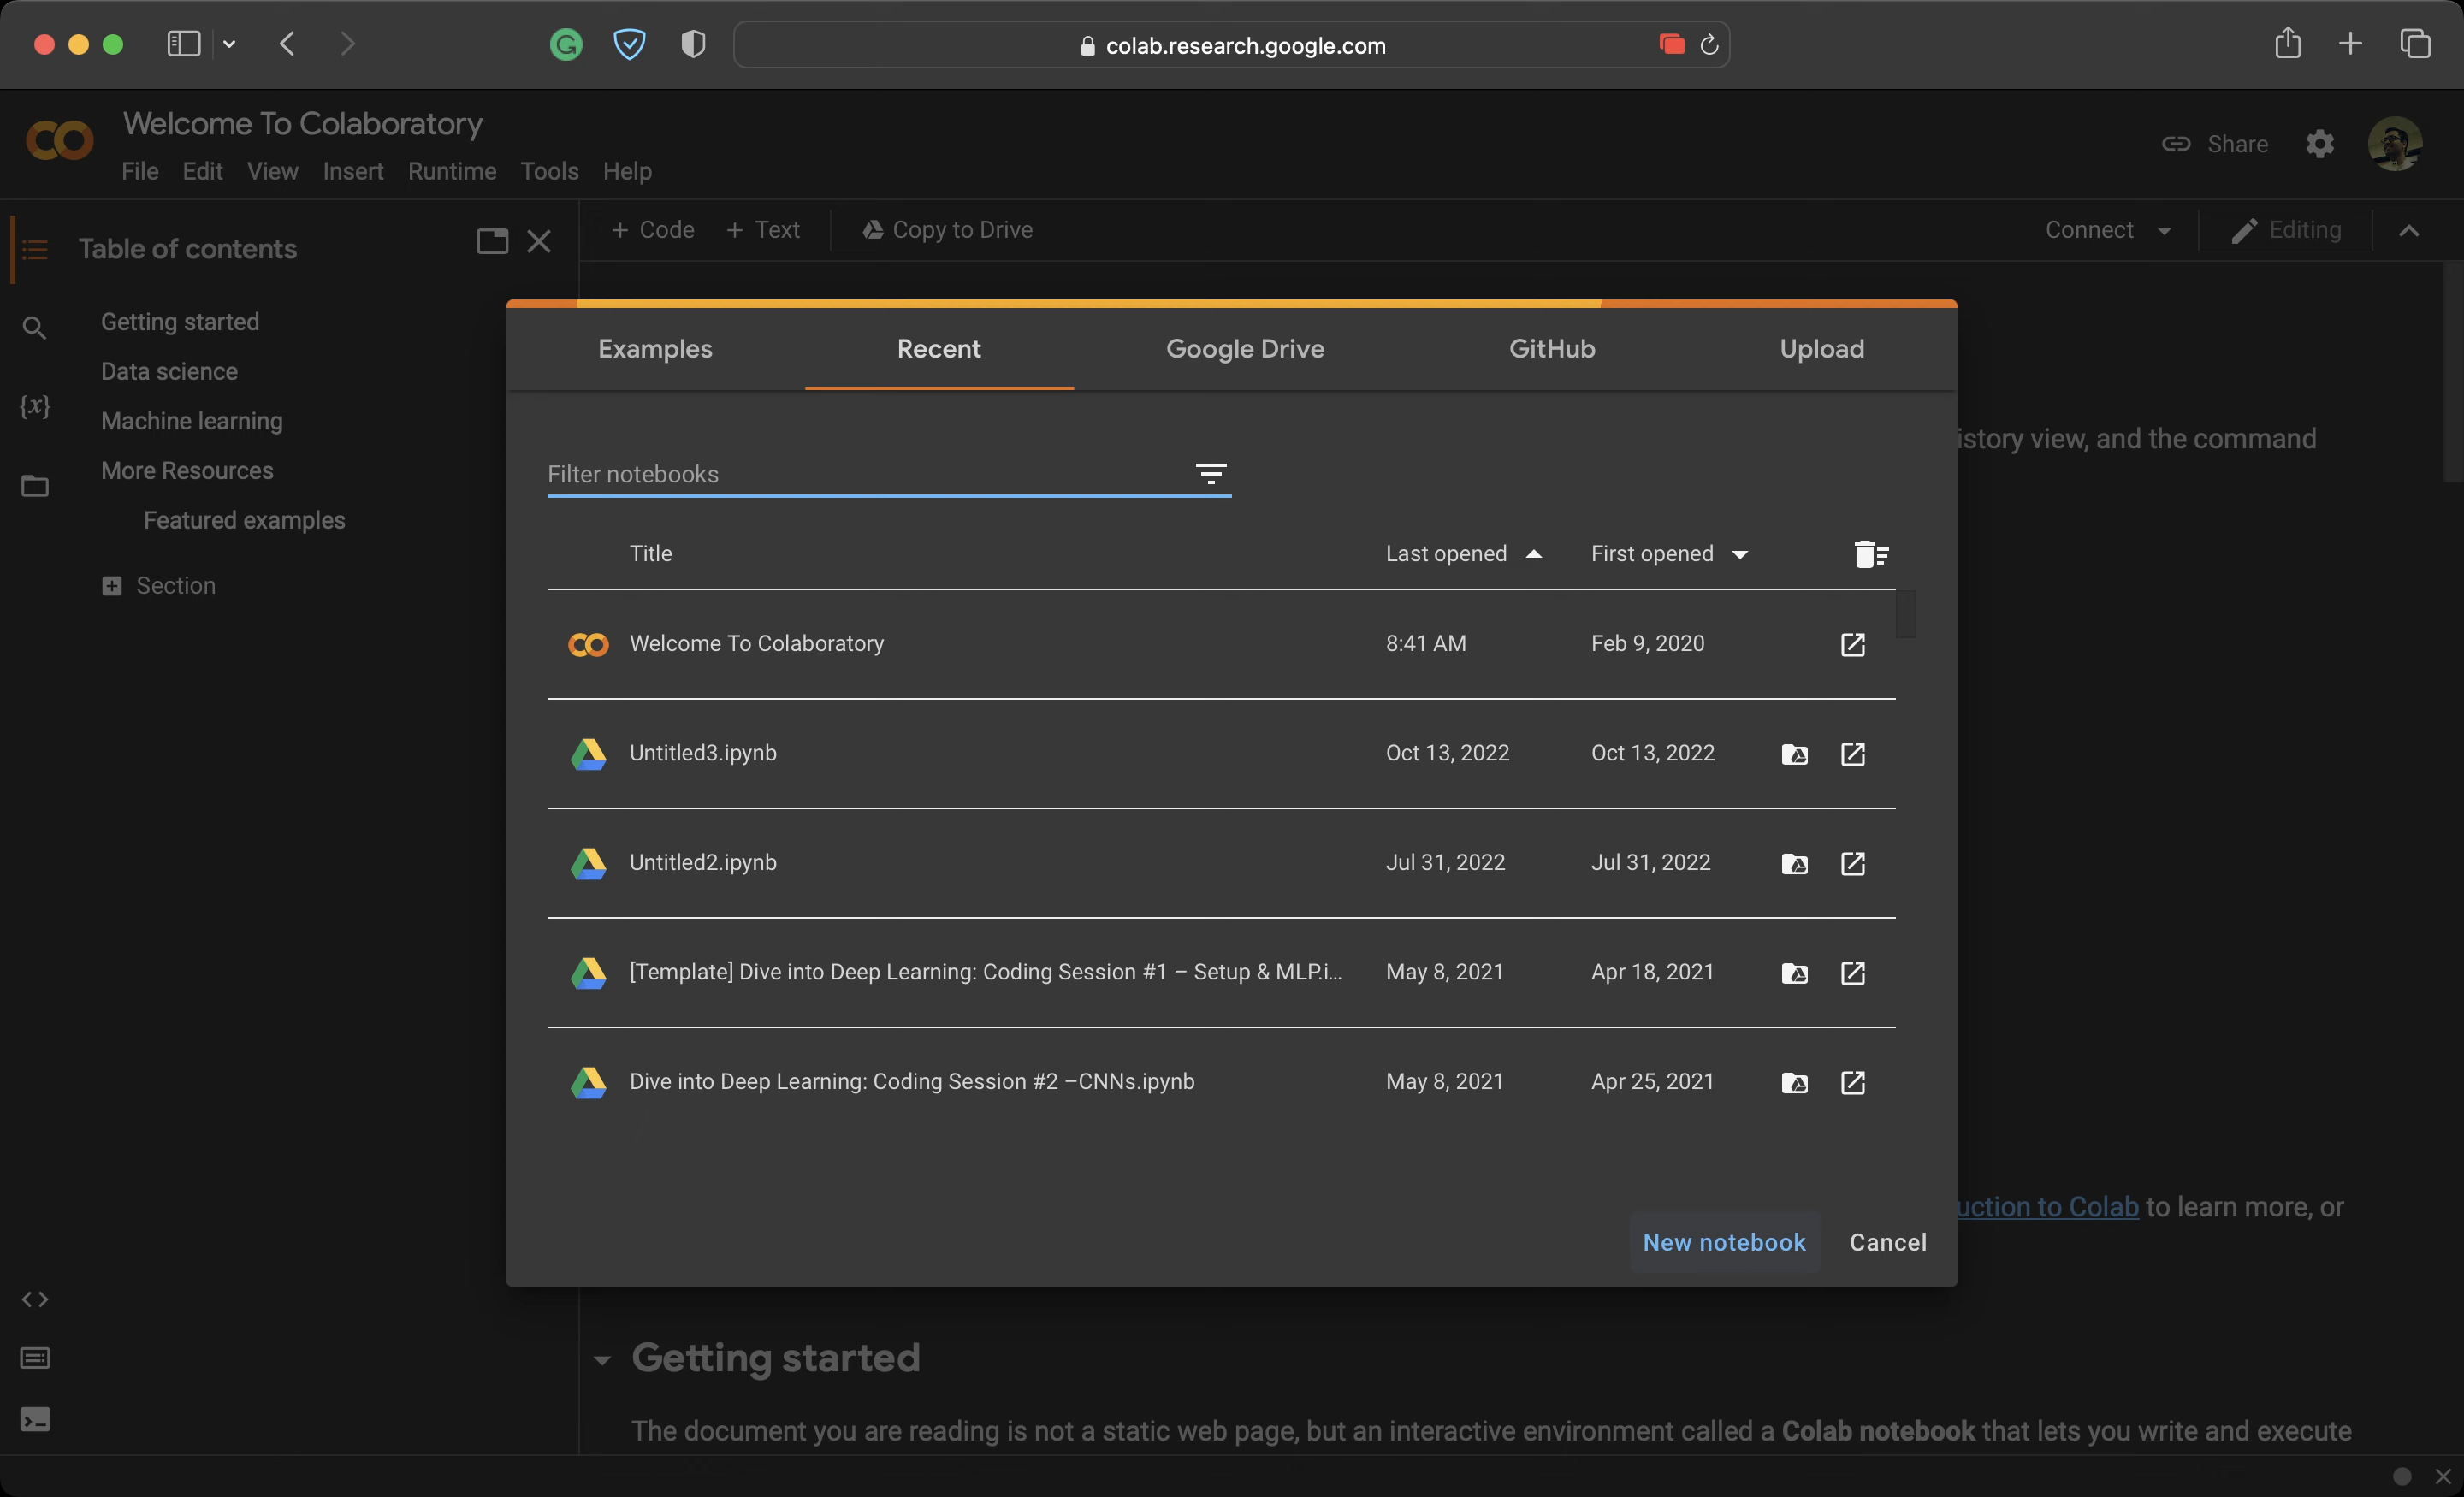 colab.research.google.com
Welcome To Colaboratory
File Edit View Insert Runtime Tools Help
Share
Table of contents
+ Code + Text Copy to Drive
Connect Editing
Getting started
Data science
Machine learning
More Resources
Featured examples
Section
Examples Recent Google Drive GitHub Upload
istory view, and the command
Filter notebooks
Title Last opened First opened
Welcome To Colaboratory 8:41 AM Feb 9, 2020
Untitled3.ipynb Oct 13, 2022 Oct 13, 2022
Untitled2.ipynb Jul 31, 2022 Jul 31, 2022
[Template] Dive into Deep Learning: Coding Session #1 – Setup & MLP.i... May 8, 2021 Apr 18, 2021
Dive into Deep Learning: Coding Session #2 –CNNs.ipynb May 8, 2021 Apr 25, 2021
uction to Colab to learn more, or
New notebook Cancel
Getting started
The document you are reading is not a static web page, but an interactive environment called a Colab notebook that lets you write and execute